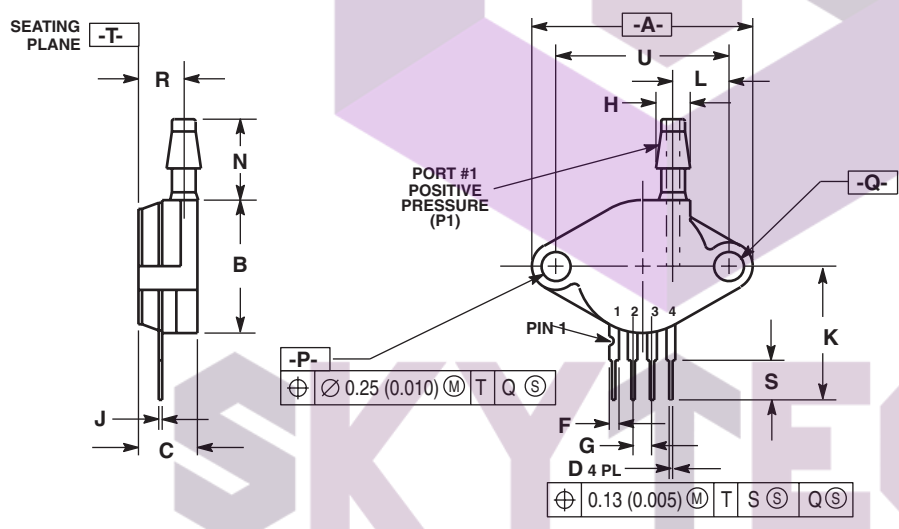 SEATING
PLANE
-T-
-A-
U
R
L
H
N
PORT #1
POSITIVE
PRESSURE
(P1)
-Q-
B
1 2 3 4
PIN 1
K
-P-
⌖ ∅ 0.25 (0.010) Ⓜ T Q Ⓢ
S
J
F
C
G
D 4 PL
⌖ 0.13 (0.005) Ⓜ T S Ⓢ Q Ⓢ
SKYTEC